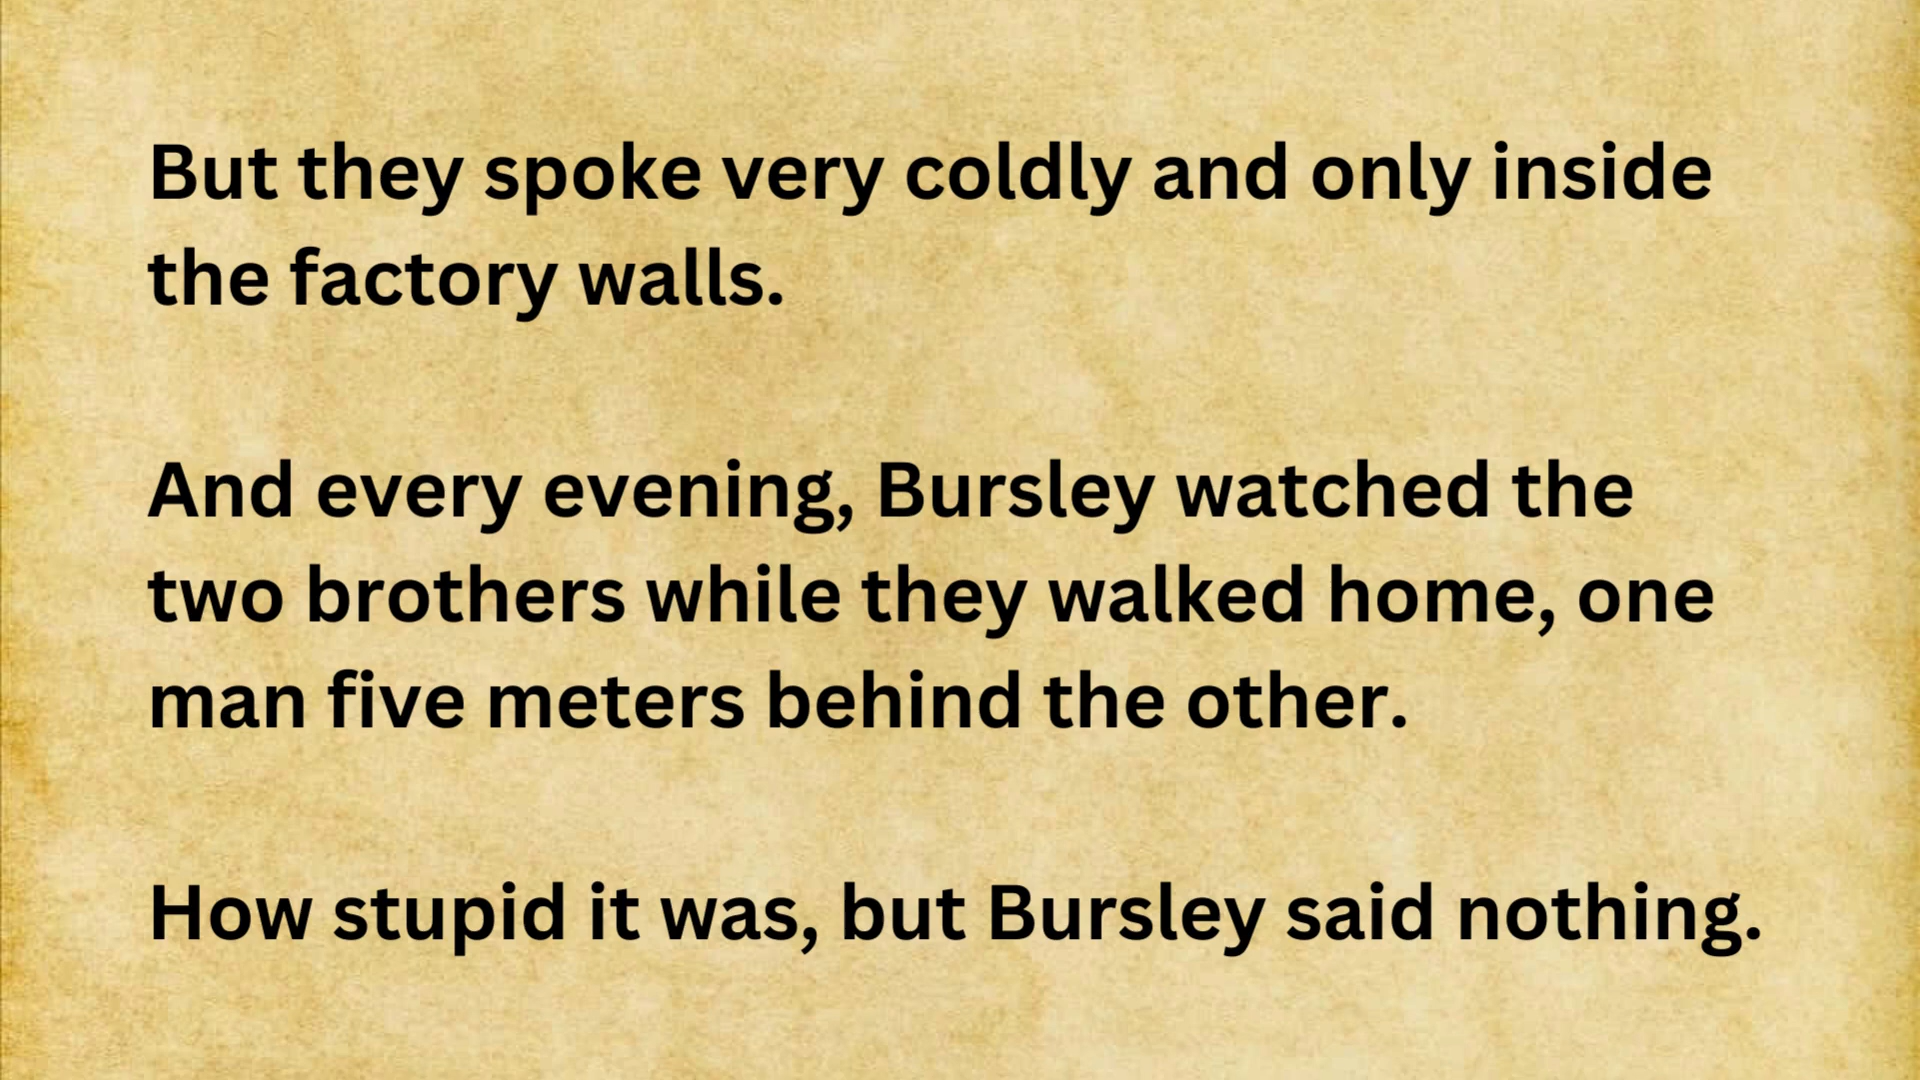 But they spoke very coldly and only inside
the factory walls.
And every evening, Bursley watched the
two brothers while they walked home, one
man five meters behind the other.
How stupid it was, but Bursley said nothing.